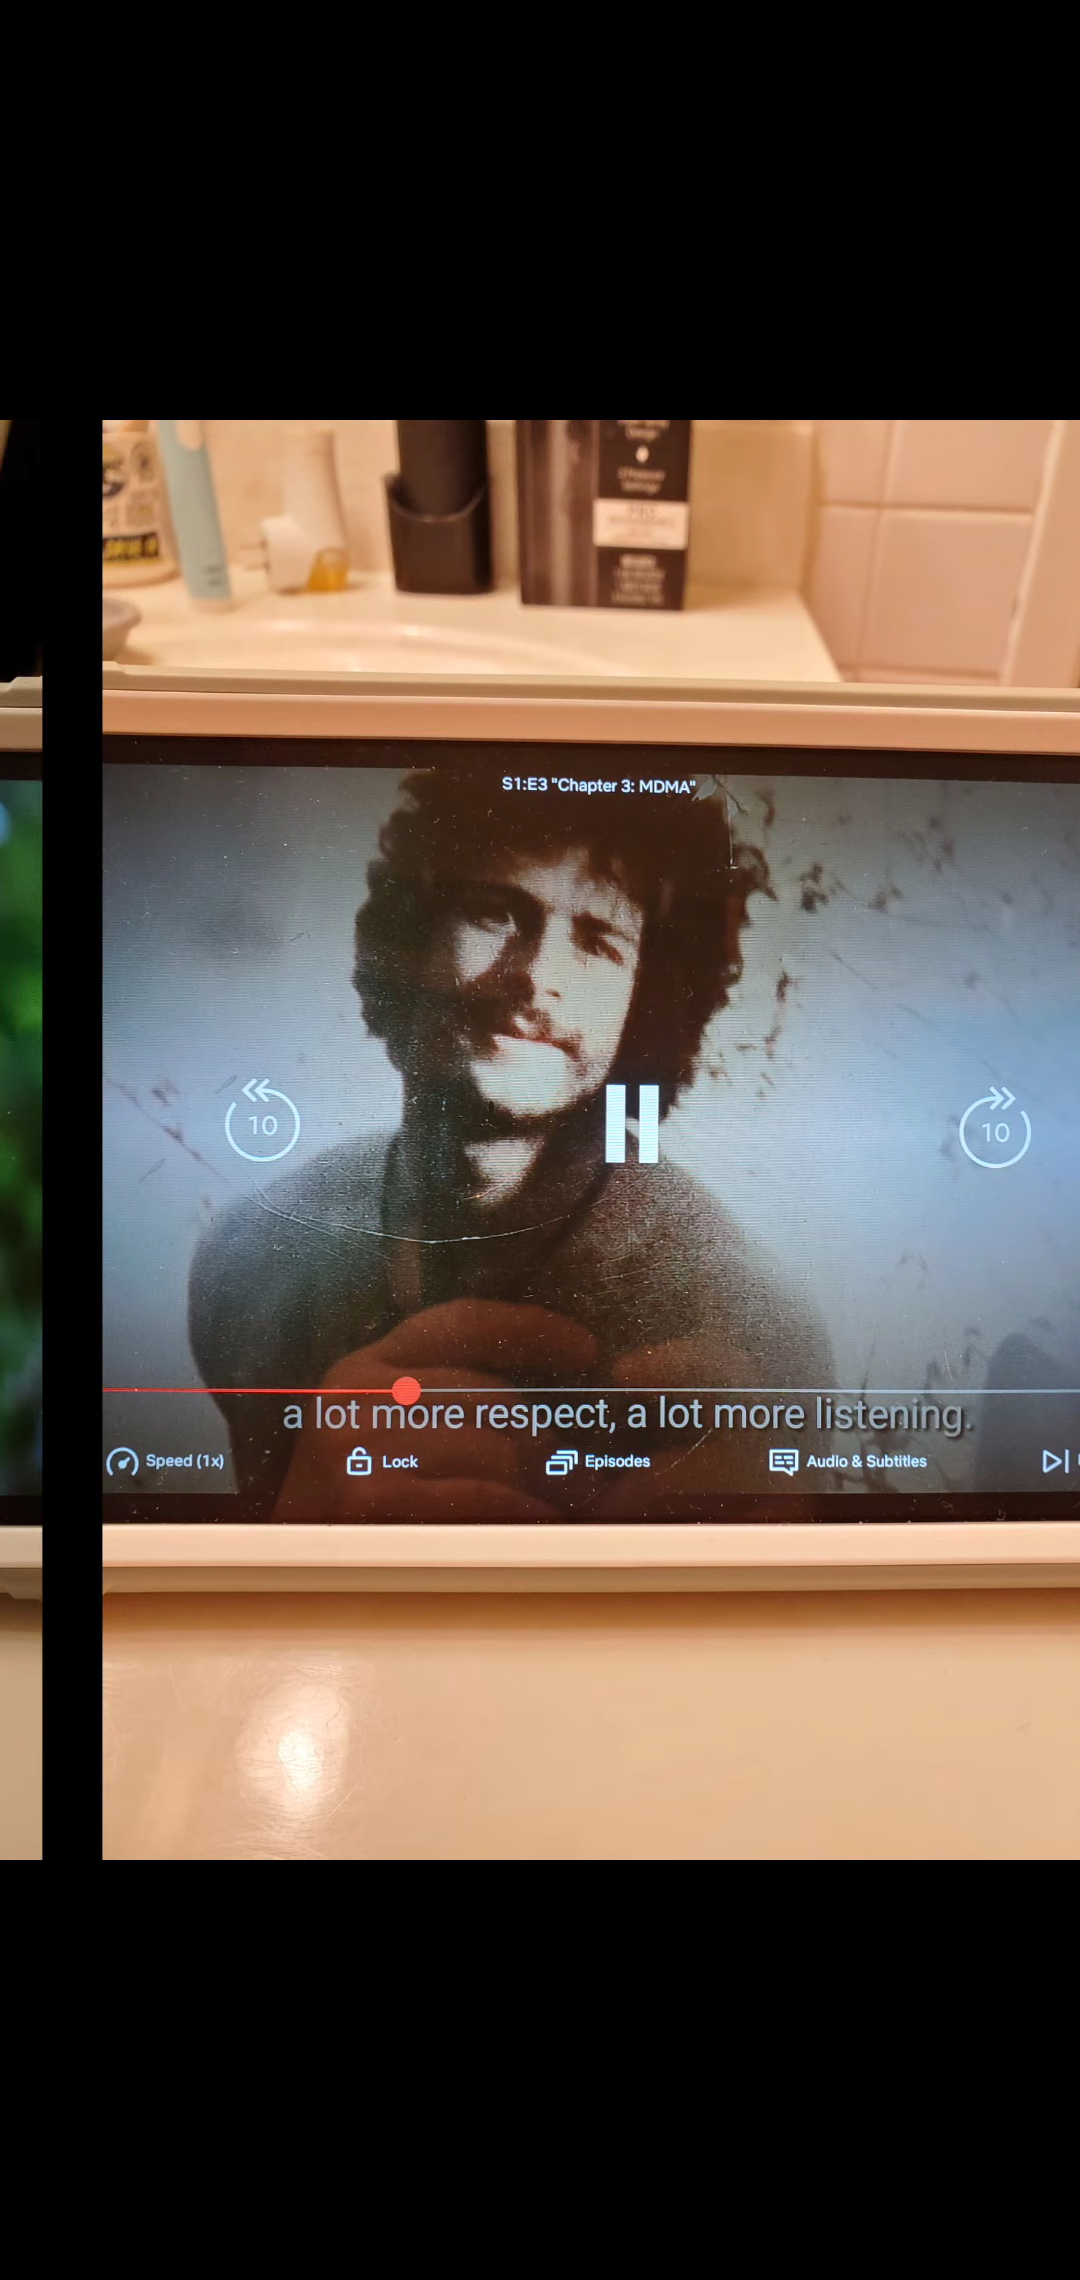 S1:E3 "Chapter 3: MDMA"
10
10
a lot more respect, a lot more listening.
Speed (1x)
Lock
Episodes
Audio & Subtitles